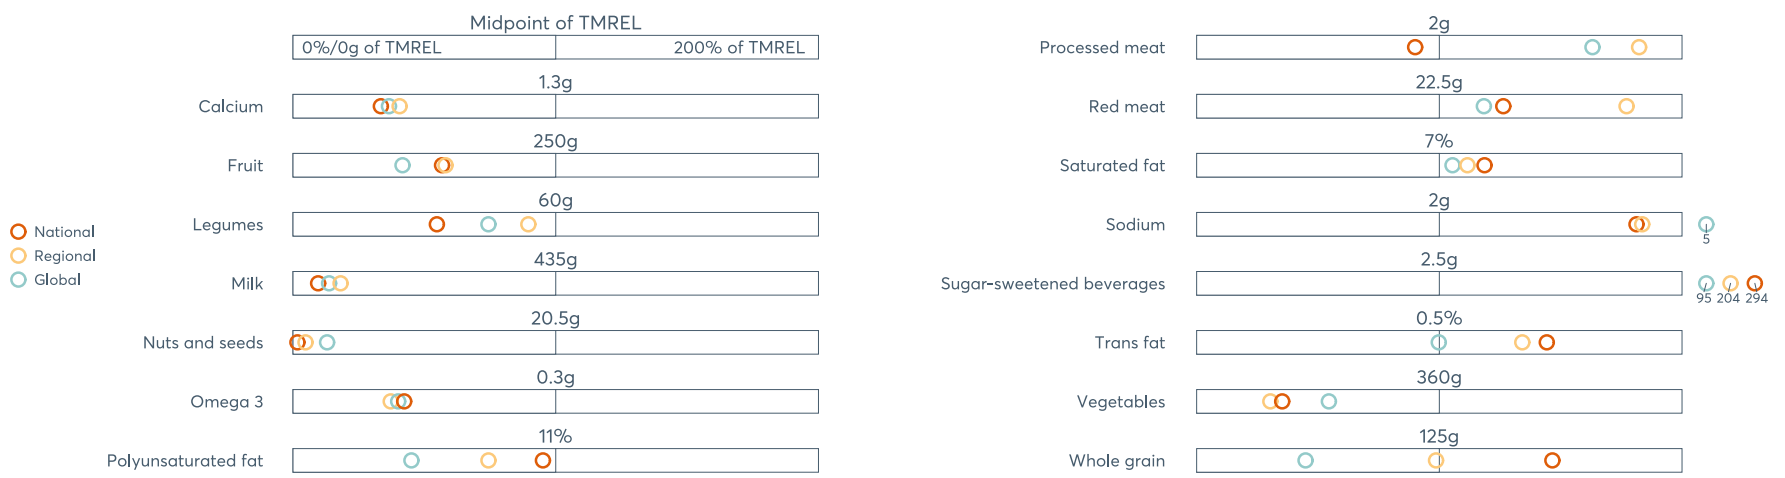 Midpoint of TMREL
0%/0g of TMREL
200% of TMREL
1.3g
Calcium
250g
Fruit
60g
Legumes
435g
Milk
20.5g
Nuts and seeds
0.3g
Omega 3
11%
Polyunsaturated fat
National
Regional
Global
2g
Processed meat
22.5g
Red meat
7%
Saturated fat
2g
Sodium
5
2.5g
Sugar-sweetened beverages
95 204 294
0.5%
Trans fat
360g
Vegetables
125g
Whole grain